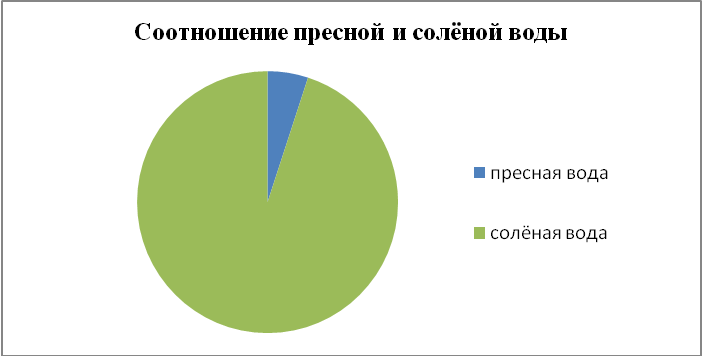 Соотношение пресной и солёной воды
пресная вода
солёная вода